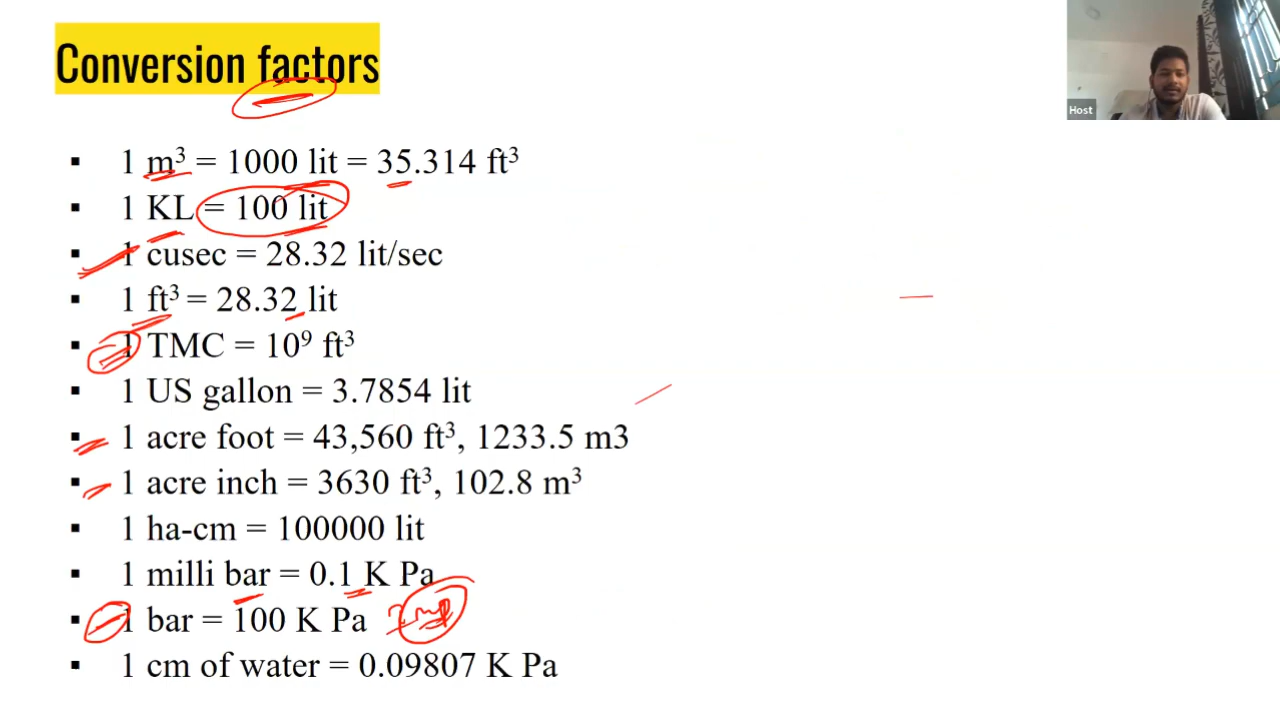 Conversion factors
Host
▪ 1 m³ = 1000 lit = 35.314 ft³
▪ 1 KL = 100 lit
▪ 1 cusec = 28.32 lit/sec
▪ 1 ft³ = 28.32 lit
▪ 1 TMC = 10⁹ ft³
▪ 1 US gallon = 3.7854 lit
▪ 1 acre foot = 43,560 ft³, 1233.5 m3
▪ 1 acre inch = 3630 ft³, 102.8 m³
▪ 1 ha-cm = 100000 lit
▪ 1 milli bar = 0.1 K Pa
▪ 1 bar = 100 K Pa
▪ 1 cm of water = 0.09807 K Pa